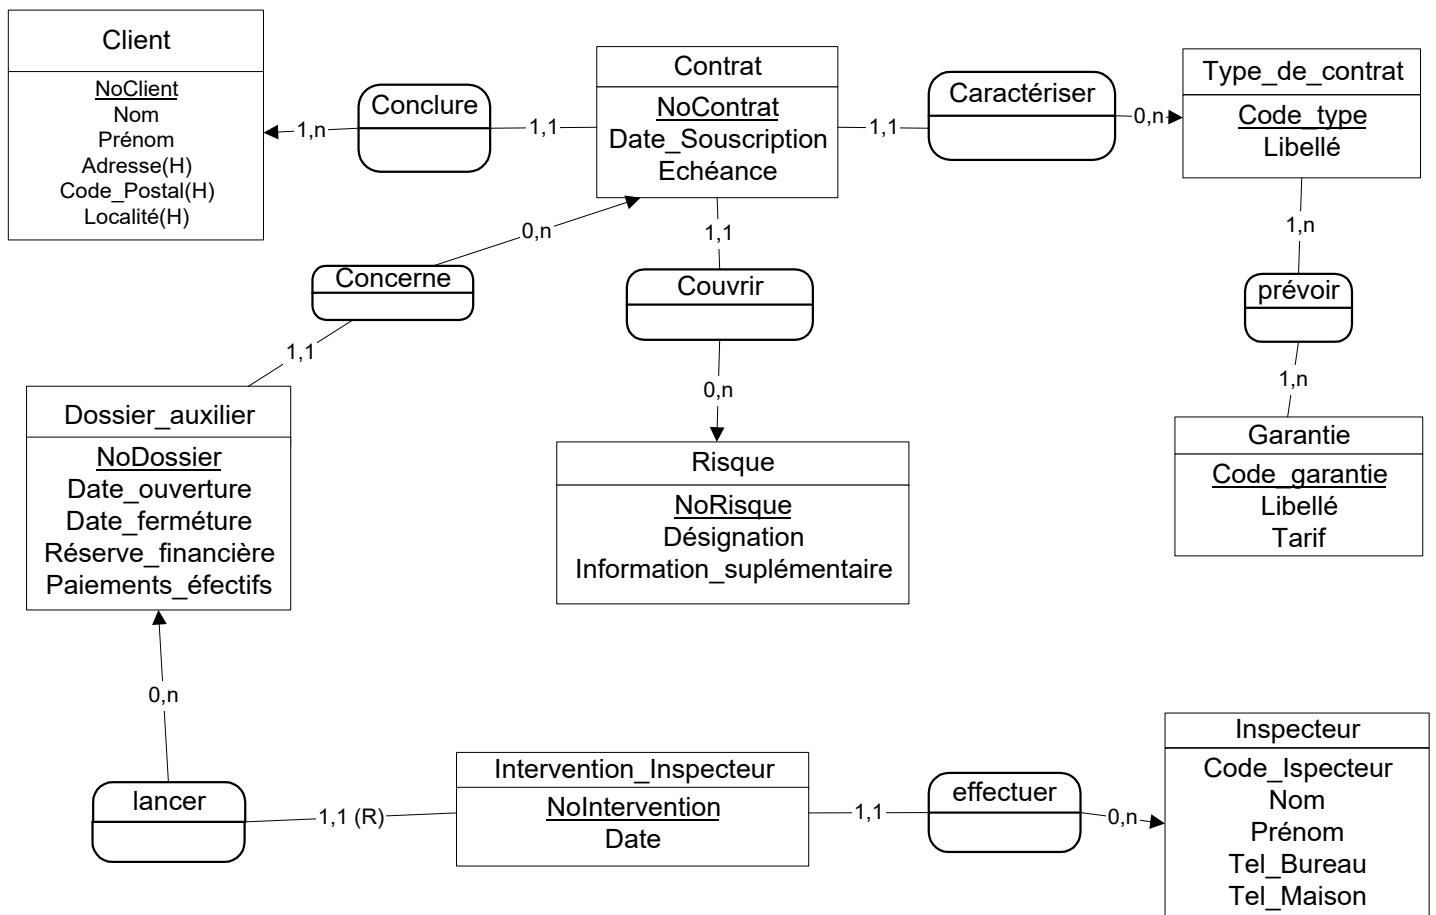 Client
NoClient
Nom
Prénom
Adresse(H)
Code_Postal(H)
Localité(H)
1,n
Conclure
1,1
Contrat
NoContrat
Date_Souscription
Echéance
1,1
Caractériser
0,n
Type_de_contrat
Code_type
Libellé
0,n
Concerne
1,1
1,1
Couvrir
0,n
1,n
prévoir
1,n
Dossier_auxilier
NoDossier
Date_ouverture
Date_ferméture
Réserve_financière
Paiements_éfectifs
Risque
NoRisque
Désignation
Information_suplémentaire
Garantie
Code_garantie
Libellé
Tarif
0,n
lancer
1,1 (R)
Intervention_Inspecteur
NoIntervention
Date
1,1
effectuer
0,n
Inspecteur
Code_Ispecteur
Nom
Prénom
Tel_Bureau
Tel_Maison